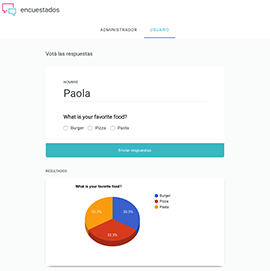 encuestados
ADMINISTRADOR USUARIO
Votá las respuestas
NOMBRE
Paola
What is your favorite food?
Burger Pizza Pasta
Enviar respuestas
RESULTADOS
What is your favorite food?
Burger
Pizza
Pasta
33.3% 33.3%
33.3%